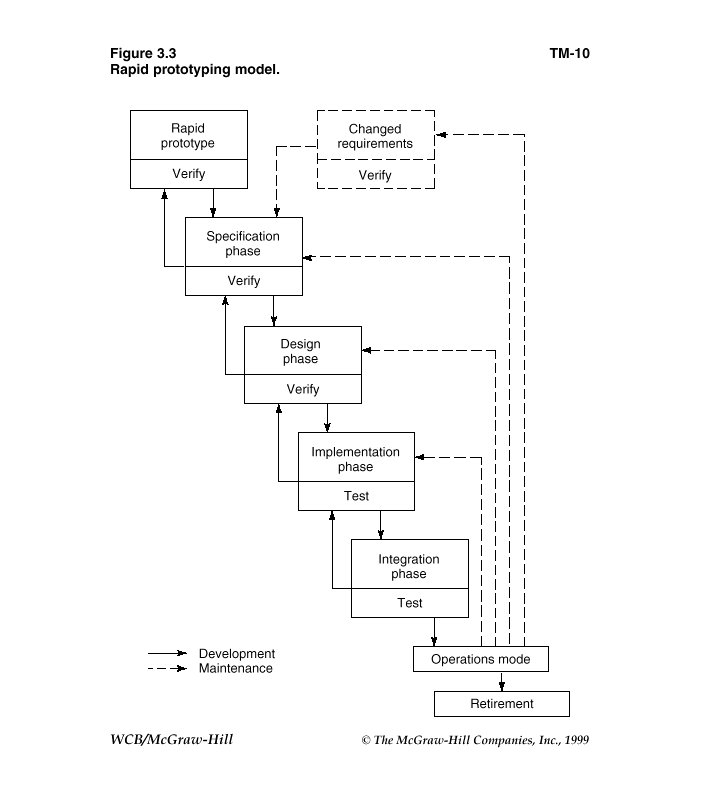 Figure 3.3
TM-10
Rapid prototyping model.
Rapid
prototype
Verify
Changed
requirements
Verify
Specification
phase
Verify
Design
phase
Verify
Implementation
phase
Test
Integration
phase
Test
Development
Maintenance
Operations mode
Retirement
WCB/McGraw-Hill
© The McGraw-Hill Companies, Inc., 1999